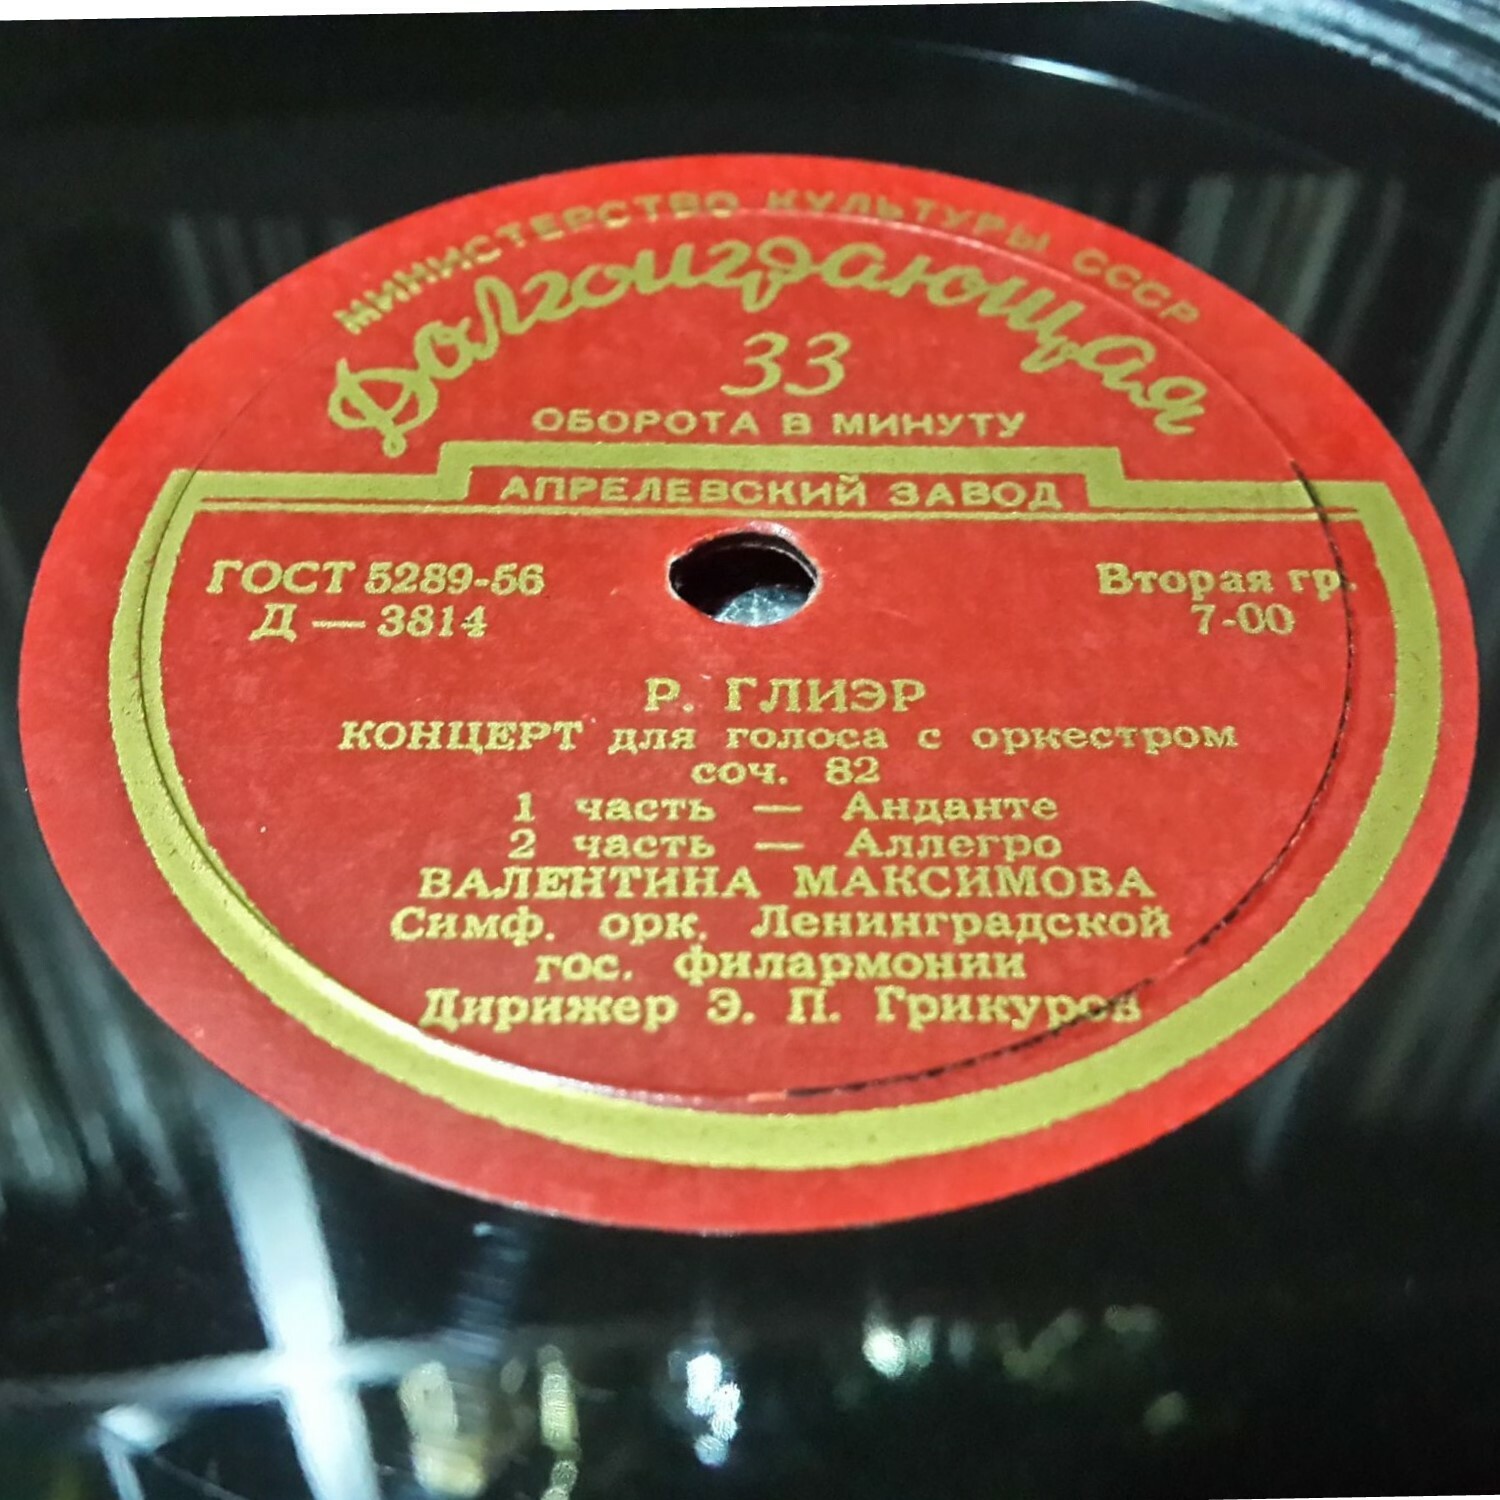 МИНИСТЕРСТВО КУЛЬТУРЫ СССР
Долгоиграющая
33
ОБОРОТА В МИНУТУ
АПРЕЛЕВСКИЙ ЗАВОД
ГОСТ 5289-56
Д — 3814
Вторая гр.
7-00
Р. ГЛИЭР
КОНЦЕРТ для голоса с оркестром
соч. 82
1 часть — Анданте
2 часть — Аллегро
ВАЛЕНТИНА МАКСИМОВА
Симф. орк. Ленинградской
гос. филармонии
Дирижер Э. П. Грикуров